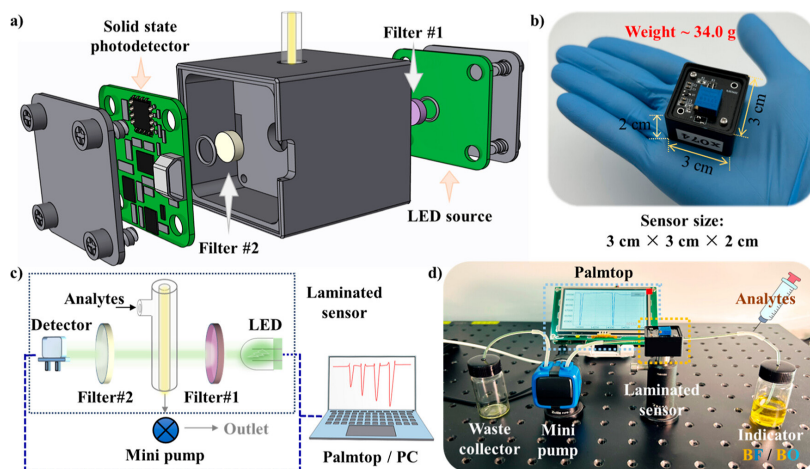 a)
Solid state
photodetector
Filter #1
Filter #2
LED source
b)
Weight ~ 34.0 g
2 cm
3 cm
3 cm
X074
Sensor size:
3 cm × 3 cm × 2 cm
c)
Analytes
Laminated
sensor
Detector
LED
Filter#2
Filter#1
Outlet
Mini pump
Palmtop / PC
d)
Palmtop
Analytes
Waste
collector
Mini
pump
Laminated
sensor
Indicator
BF / BO